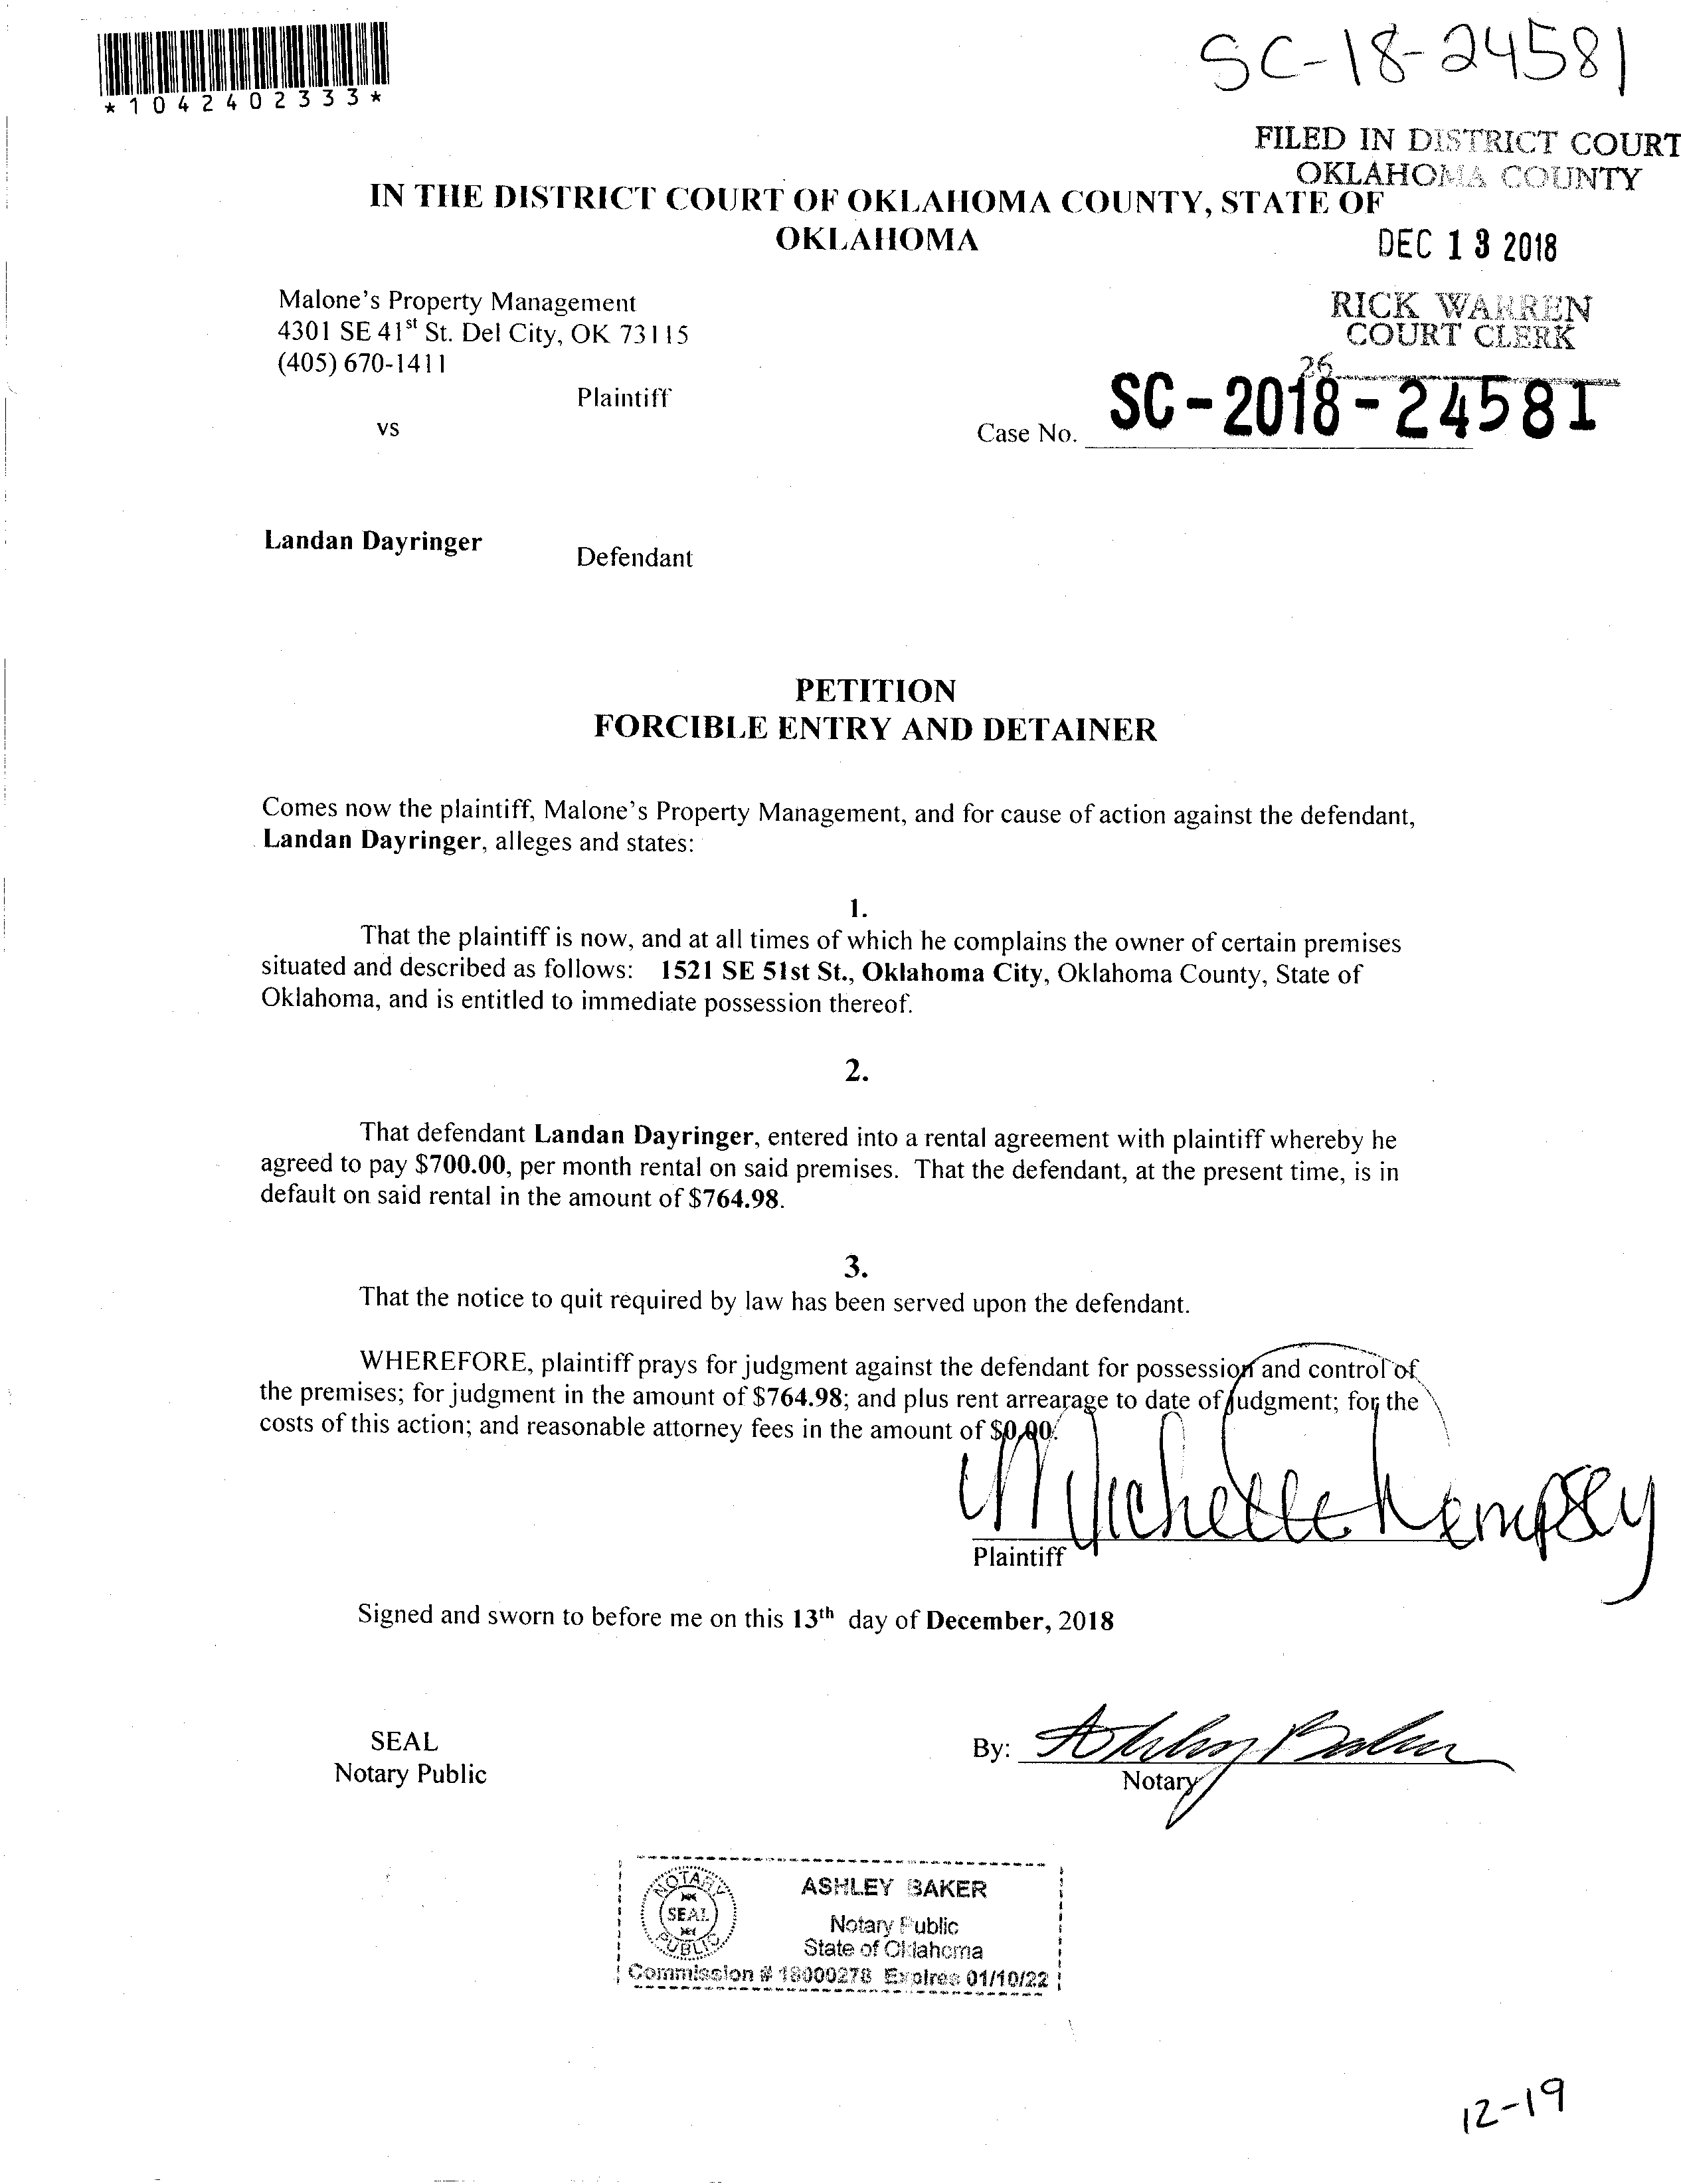 SC-18-24581
*1042402333*
FILED IN DISTRICT COURT
OKLAHOMA COUNTY
IN THE DISTRICT COURT OF OKLAHOMA COUNTY, STATE OF
OKLAHOMA
DEC 13 2018
Malone's Property Management
4301 SE 41st St. Del City, OK 73115
(405) 670-1411
RICK WARREN
COURT CLERK
26
Plaintiff
vs
Case No. SC-2018-24581
Landan Dayringer
Defendant
PETITION
FORCIBLE ENTRY AND DETAINER
Comes now the plaintiff, Malone's Property Management, and for cause of action against the defendant,
Landan Dayringer, alleges and states:
1.
That the plaintiff is now, and at all times of which he complains the owner of certain premises
situated and described as follows: 1521 SE 51st St., Oklahoma City, Oklahoma County, State of
Oklahoma, and is entitled to immediate possession thereof.
2.
That defendant Landan Dayringer, entered into a rental agreement with plaintiff whereby he
agreed to pay $700.00, per month rental on said premises. That the defendant, at the present time, is in
default on said rental in the amount of $764.98.
3.
That the notice to quit required by law has been served upon the defendant.
WHEREFORE, plaintiff prays for judgment against the defendant for possession and control of
the premises; for judgment in the amount of $764.98; and plus rent arrearage to date of judgment; for the
costs of this action; and reasonable attorney fees in the amount of $0.00.
Michelle
Plaintiff
Signed and sworn to before me on this 13th day of December, 2018
SEAL
Notary Public
By: Ashley Baker
Notary
NOTARY
SEAL
PUBLIC
ASHLEY BAKER
Notary Public
State of Oklahoma
Commission # 18000278 Expires 01/10/22
12-19